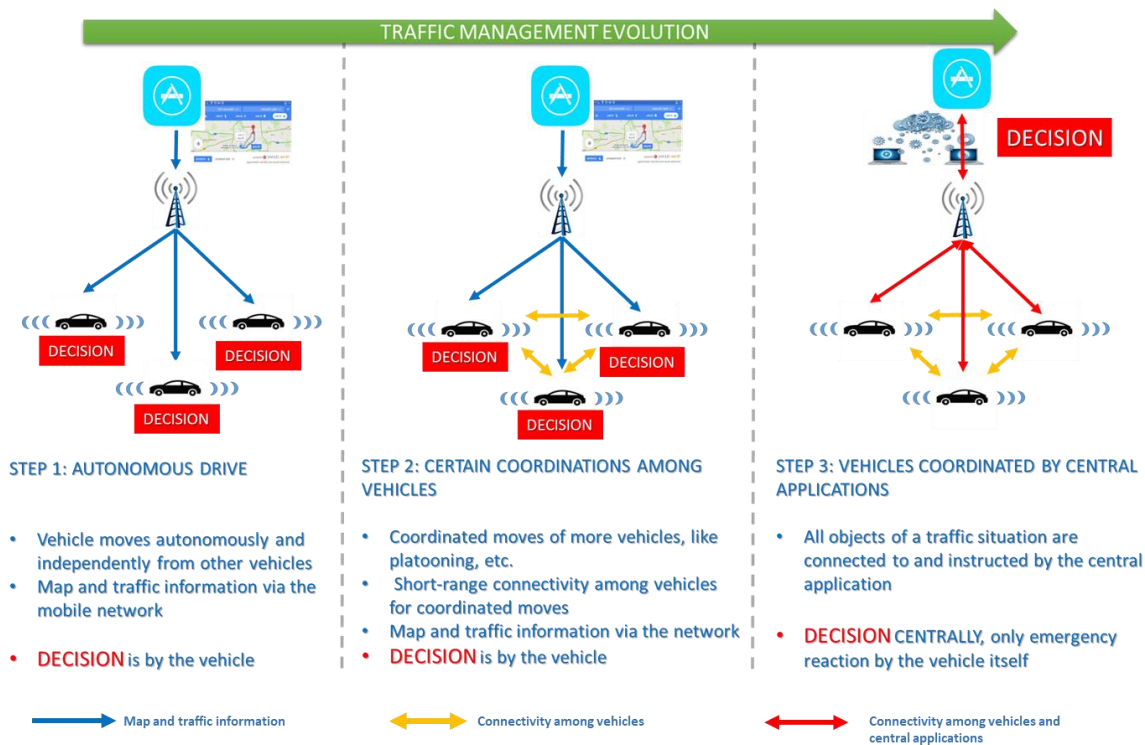 TRAFFIC MANAGEMENT EVOLUTION
DECISION
DECISION
DECISION
STEP 1: AUTONOMOUS DRIVE
• Vehicle moves autonomously and
independently from other vehicles
• Map and traffic information via the
mobile network
• DECISION is by the vehicle
DECISION
DECISION
DECISION
STEP 2: CERTAIN COORDINATIONS AMONG
VEHICLES
• Coordinated moves of more vehicles, like
platooning, etc.
• Short-range connectivity among vehicles
for coordinated moves
• Map and traffic information via the network
• DECISION is by the vehicle
DECISION
STEP 3: VEHICLES COORDINATED BY CENTRAL
APPLICATIONS
• All objects of a traffic situation are
connected to and instructed by the central
application
• DECISION CENTRALLY, only emergency
reaction by the vehicle itself
Map and traffic information
Connectivity among vehicles
Connectivity among vehicles and
central applications